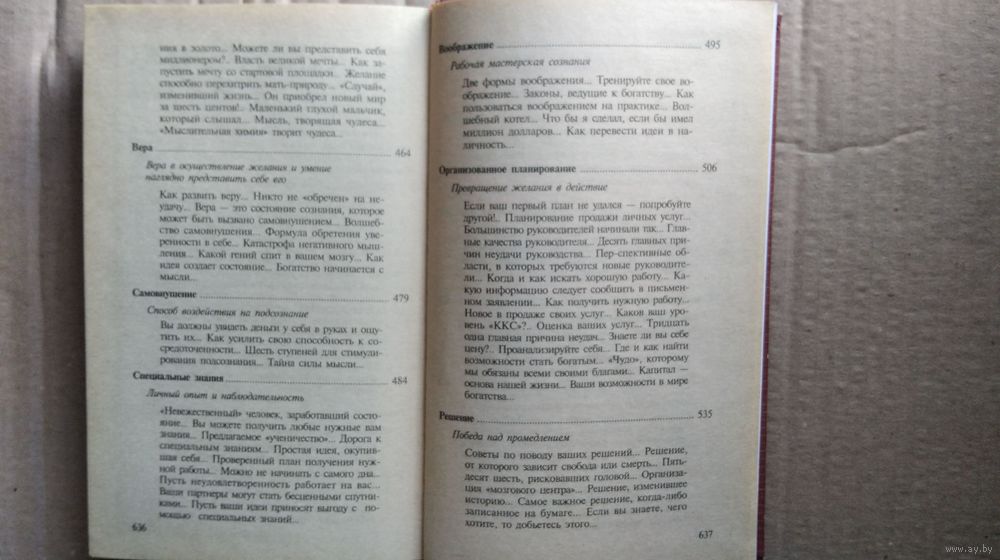 ния в золото... Можете ли вы представить себя
миллионером?.. Власть великой мечты... Как за-
пустить мечту со стартовой площадки... Желание
способно перехитрить мать-природу... «Случай»,
изменивший жизнь... Он приобрел новый мир
за шесть центов!.. Маленький глухой мальчик,
который слышал... Мысль, творящая чудеса...
«Мыслительная химия» творит чудеса...
Вера 464
Вера в осуществление желания и умение
наглядно представить себе его
Как развить веру... Никто не «обречен» на не-
удачу... Вера — это состояние сознания, которое
может быть вызвано самовнушением... Волшеб-
ство самовнушения... Формула обретения уве-
ренности в себе... Катастрофа негативного мыш-
ления... Какой гений спит в вашем мозгу... Как
идея создает состояние... Богатство начинается с
мысли...
Самовнушение 479
Способ воздействия на подсознание
Вы должны увидеть деньги у себя в руках и ощу-
тить их... Как усилить свою способность к со-
средоточенности... Шесть ступеней для стимули-
рования подсознания... Тайна силы мысли...
Специальные знания 484
Личный опыт и наблюдательность
«Невежественный» человек, заработавший состо-
яние... Вы можете получить любые нужные вам
знания... Предлагаемое «ученичество»... Дорога к
специальным знаниям... Простая идея, окупив-
шая себя... Проверенный план получения нуж-
ной работы... Можно не начинать с самого дна...
Пусть неудовлетворенность работает на вас...
Ваши партнеры могут стать бесценными спутни-
ками... Пусть ваши идеи приносят выгоду с по-
мощью специальных знаний...
636
Воображение 495
Рабочая мастерская сознания
Две формы воображения... Тренируйте свое во-
ображение... Законы, ведущие к богатству... Как
пользоваться воображением на практике... Вол-
шебный котел... Что бы я сделал, если бы имел
миллион долларов... Как перевести идеи в на-
личность...
Организованное планирование 506
Превращение желания в действие
Если ваш первый план не удался — попробуйте
другой!.. Планирование продажи личных услуг...
Большинство руководителей начинали так... Глав-
ные качества руководителя... Десять главных при-
чин неудачи руководства... Пер-спективные об-
ласти, в которых требуются новые руководите-
ли... Когда и как искать хорошую работу... Ка-
кую информацию следует сообщить в письмен-
ном заявлении... Как получить нужную работу...
Новое в продаже своих услуг... Каков ваш уро-
вень «ККС»?.. Оценка ваших услуг... Тридцать
одна главная причина неудач... Знаете ли вы себе
цену?.. Проанализируйте себя... Где и как найти
возможности стать богатым... «Чудо», которому
мы обязаны всеми своими благами... Капитал —
основа нашей жизни... Ваши возможности в мире
богатства...
Решение 535
Победа над промедлением
Советы по поводу ваших решений... Решение,
от которого зависит свобода или смерть... Пять-
десят шесть, рисковавших головой... Организа-
ция «мозгового центра»... Решение, изменившее
историю... Самое важное решение, когда-либо
записанное на бумаге... Если вы знаете, чего
хотите, то добьетесь этого...
637
www.ay.by